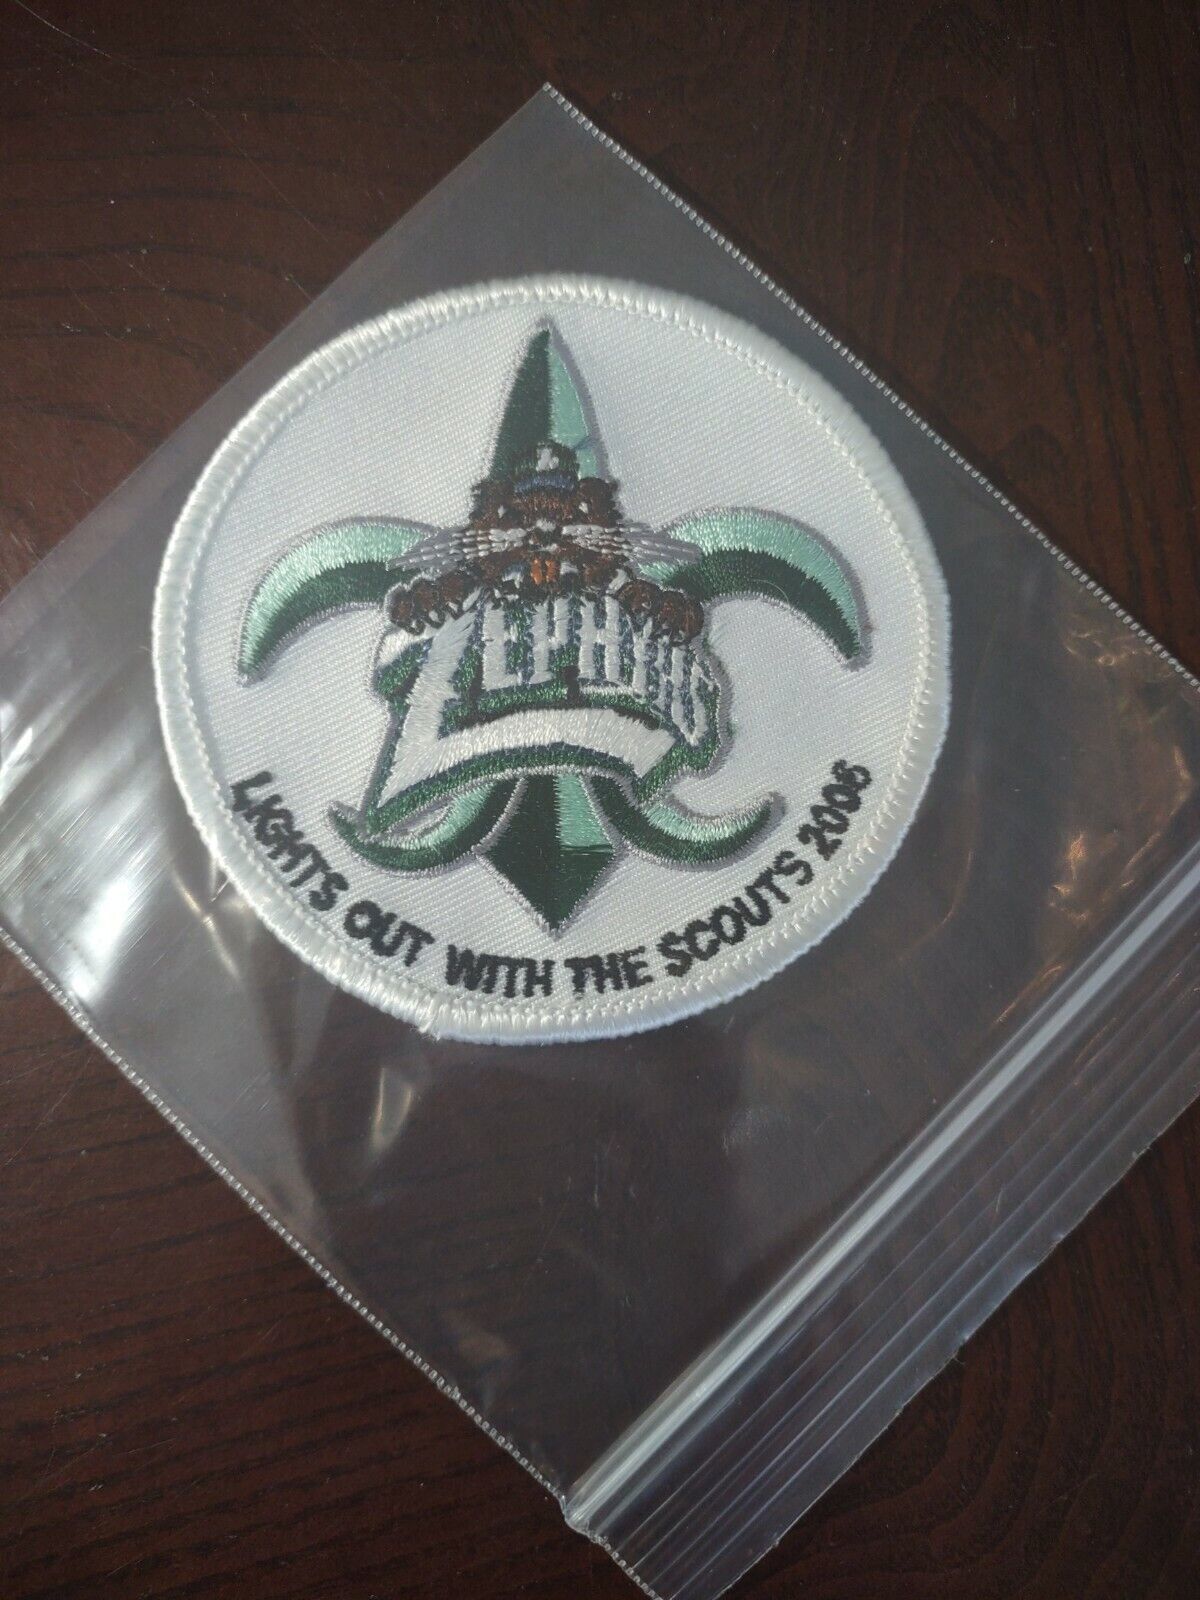 ZEPHYRS
LIGHTS OUT WITH THE SCOUTS 2006